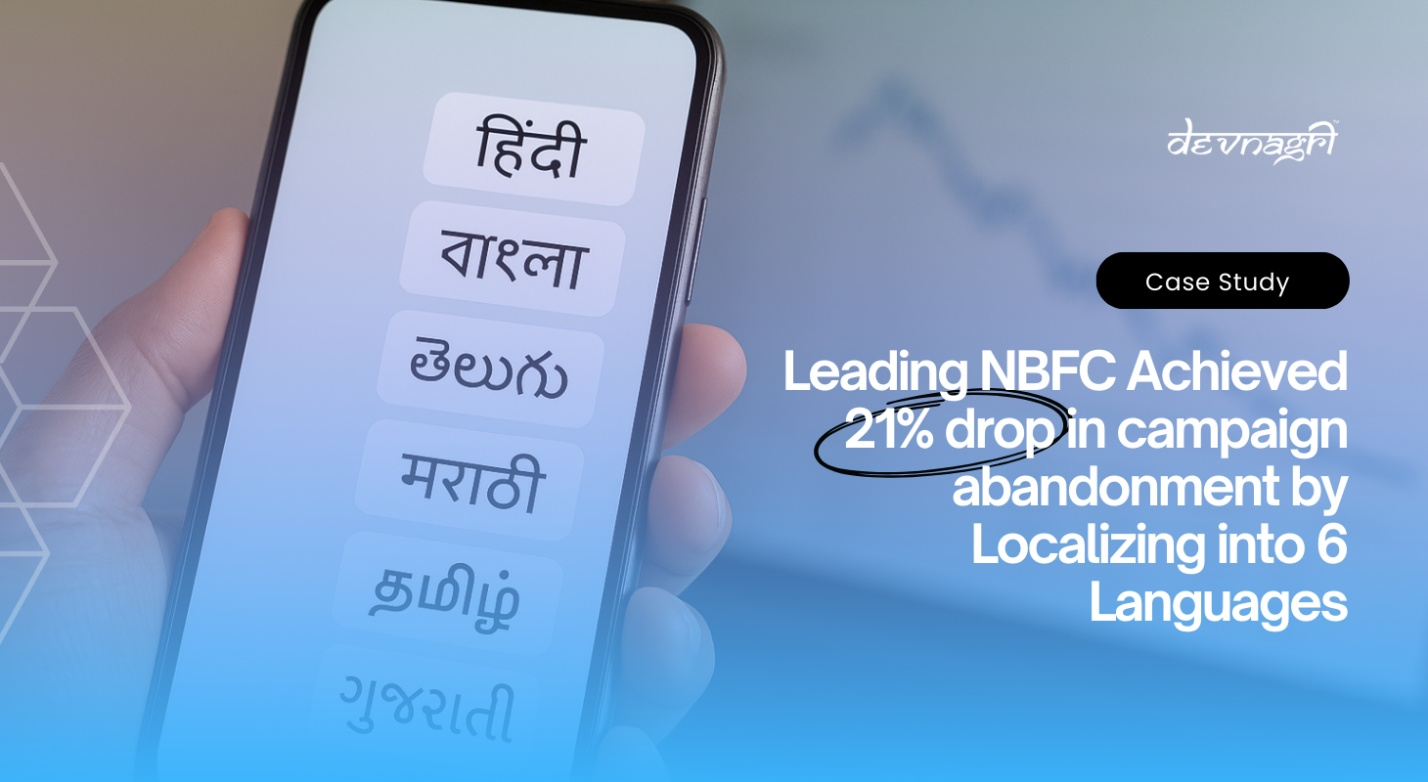 हिंदी
বাংলা
తెలుగు
मराठी
தமிழ்
ગુજરાતી
devnagri
Case Study
Leading NBFC Achieved
21% drop in campaign
abandonment by
Localizing into 6
Languages